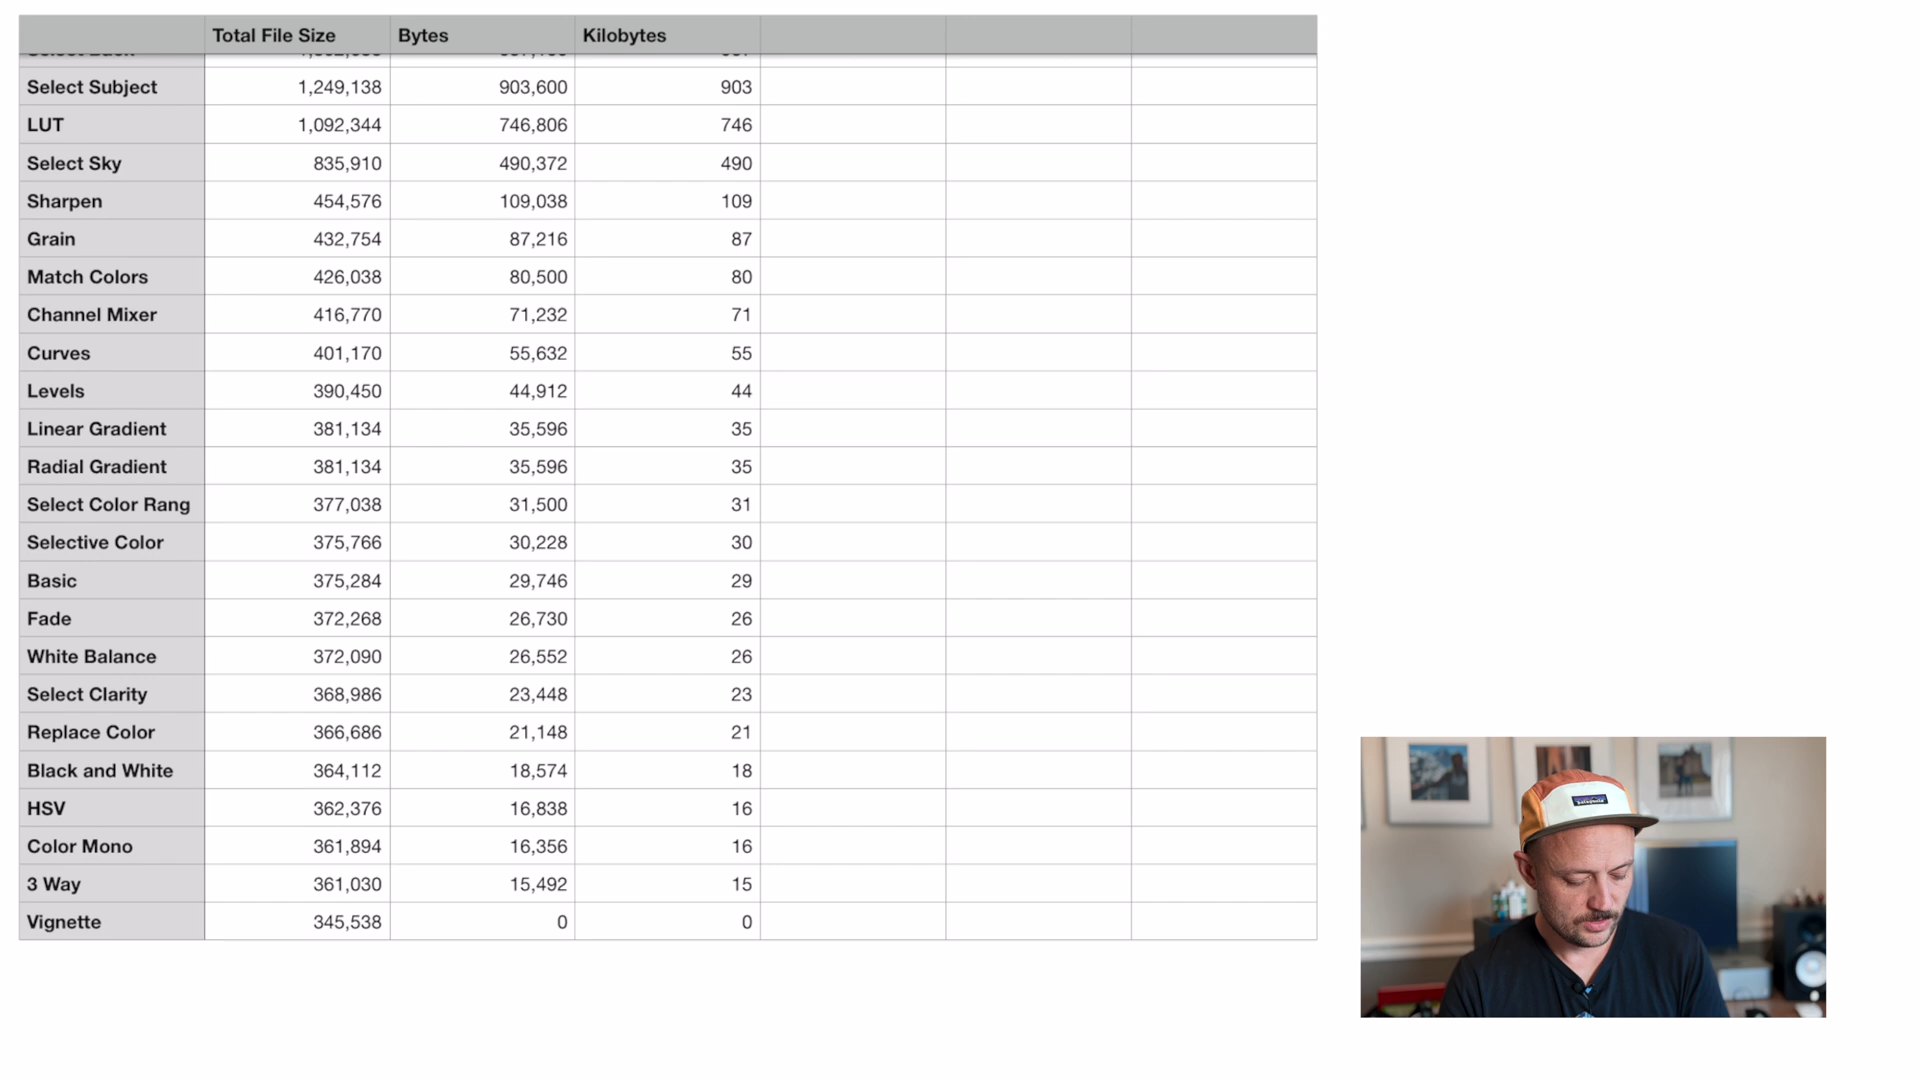 Total File Size Bytes Kilobytes
Select Subject 1,249,138 903,600 903
LUT 1,092,344 746,806 746
Select Sky 835,910 490,372 490
Sharpen 454,576 109,038 109
Grain 432,754 87,216 87
Match Colors 426,038 80,500 80
Channel Mixer 416,770 71,232 71
Curves 401,170 55,632 55
Levels 390,450 44,912 44
Linear Gradient 381,134 35,596 35
Radial Gradient 381,134 35,596 35
Select Color Rang 377,038 31,500 31
Selective Color 375,766 30,228 30
Basic 375,284 29,746 29
Fade 372,268 26,730 26
White Balance 372,090 26,552 26
Select Clarity 368,986 23,448 23
Replace Color 366,686 21,148 21
Black and White 364,112 18,574 18
HSV 362,376 16,838 16
Color Mono 361,894 16,356 16
3 Way 361,030 15,492 15
Vignette 345,538 0 0
patagonia